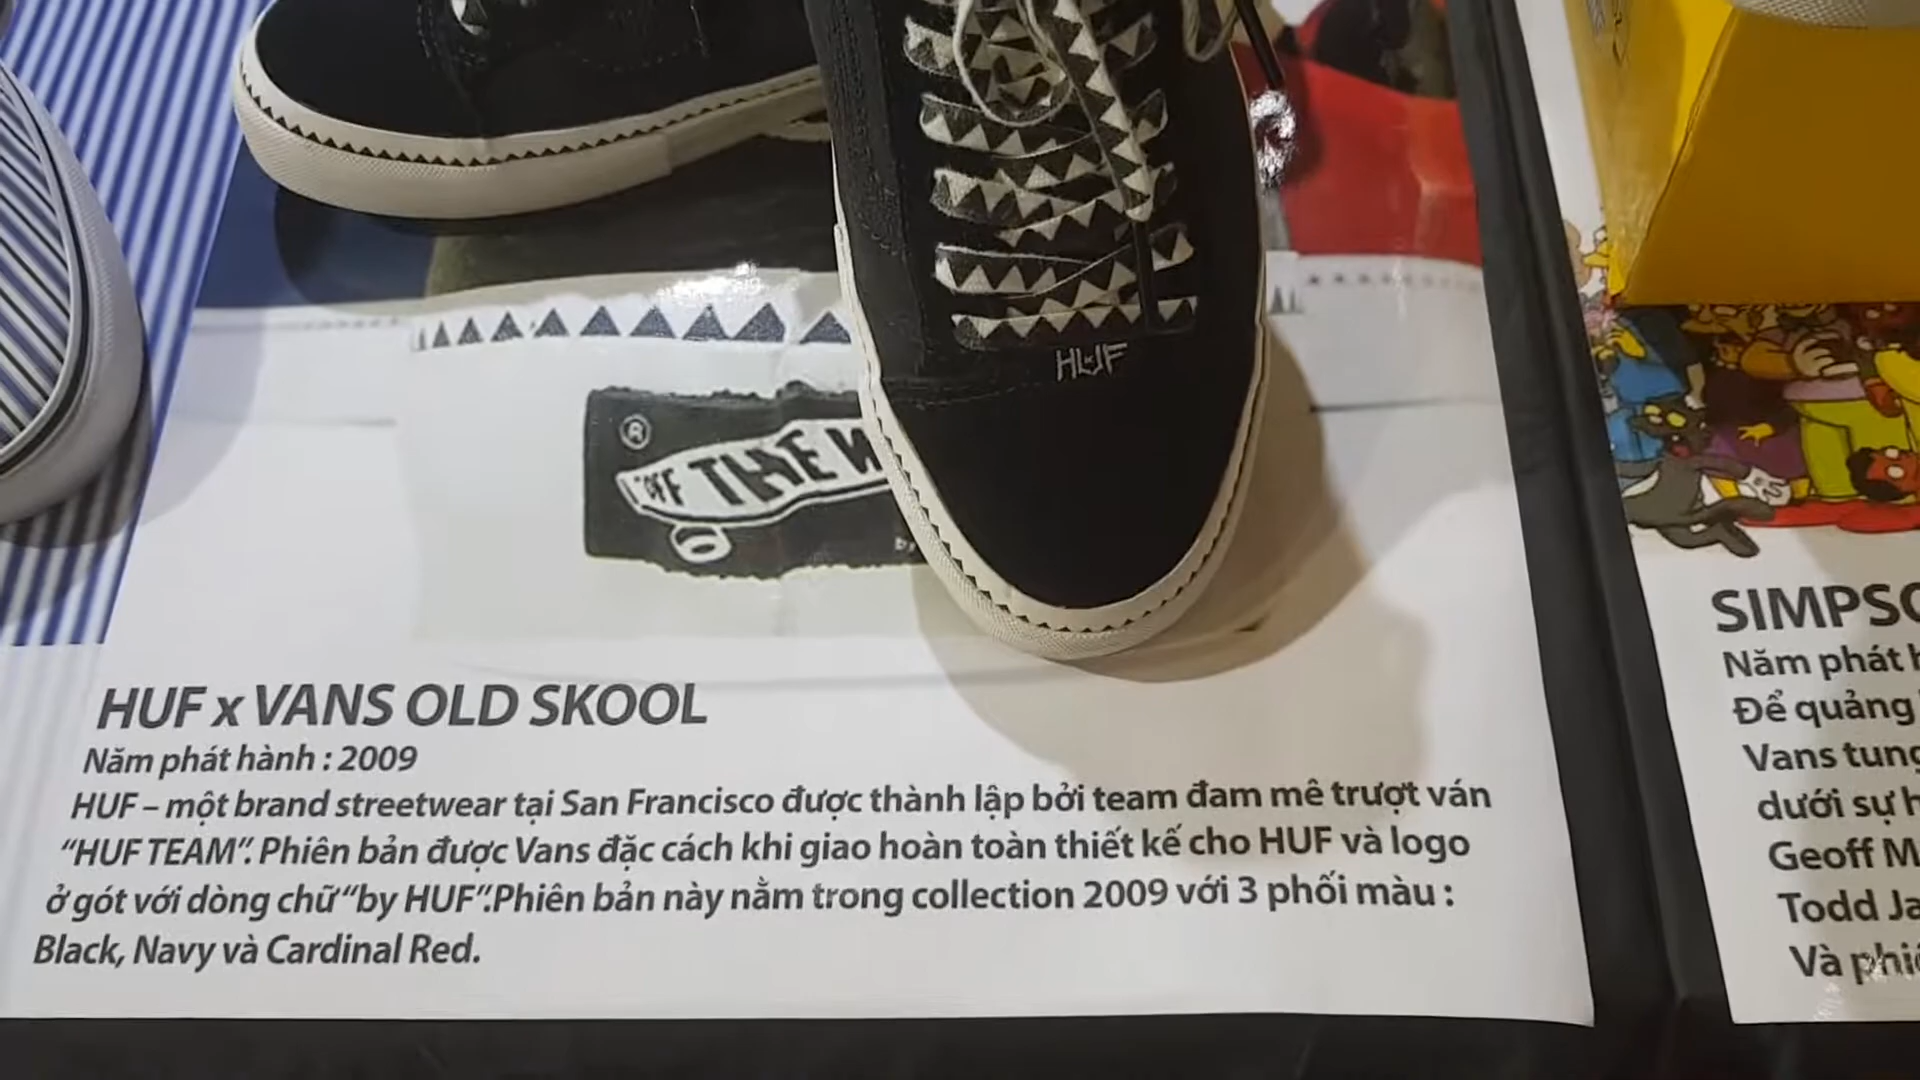 HUF
®
"OFF THE W
HUF x VANS OLD SKOOL
Năm phát hành : 2009
HUF – một brand streetwear tại San Francisco được thành lập bởi team đam mê trượt ván
“HUF TEAM”. Phiên bản được Vans đặc cách khi giao hoàn toàn thiết kế cho HUF và logo
ở gót với dòng chữ “by HUF”.Phiên bản này nằm trong collection 2009 với 3 phối màu :
Black, Navy và Cardinal Red.
SIMPSO
Năm phát h
Để quảng
Vans tung
dưới sự h
Geoff M
Todd Ja
Và phiê